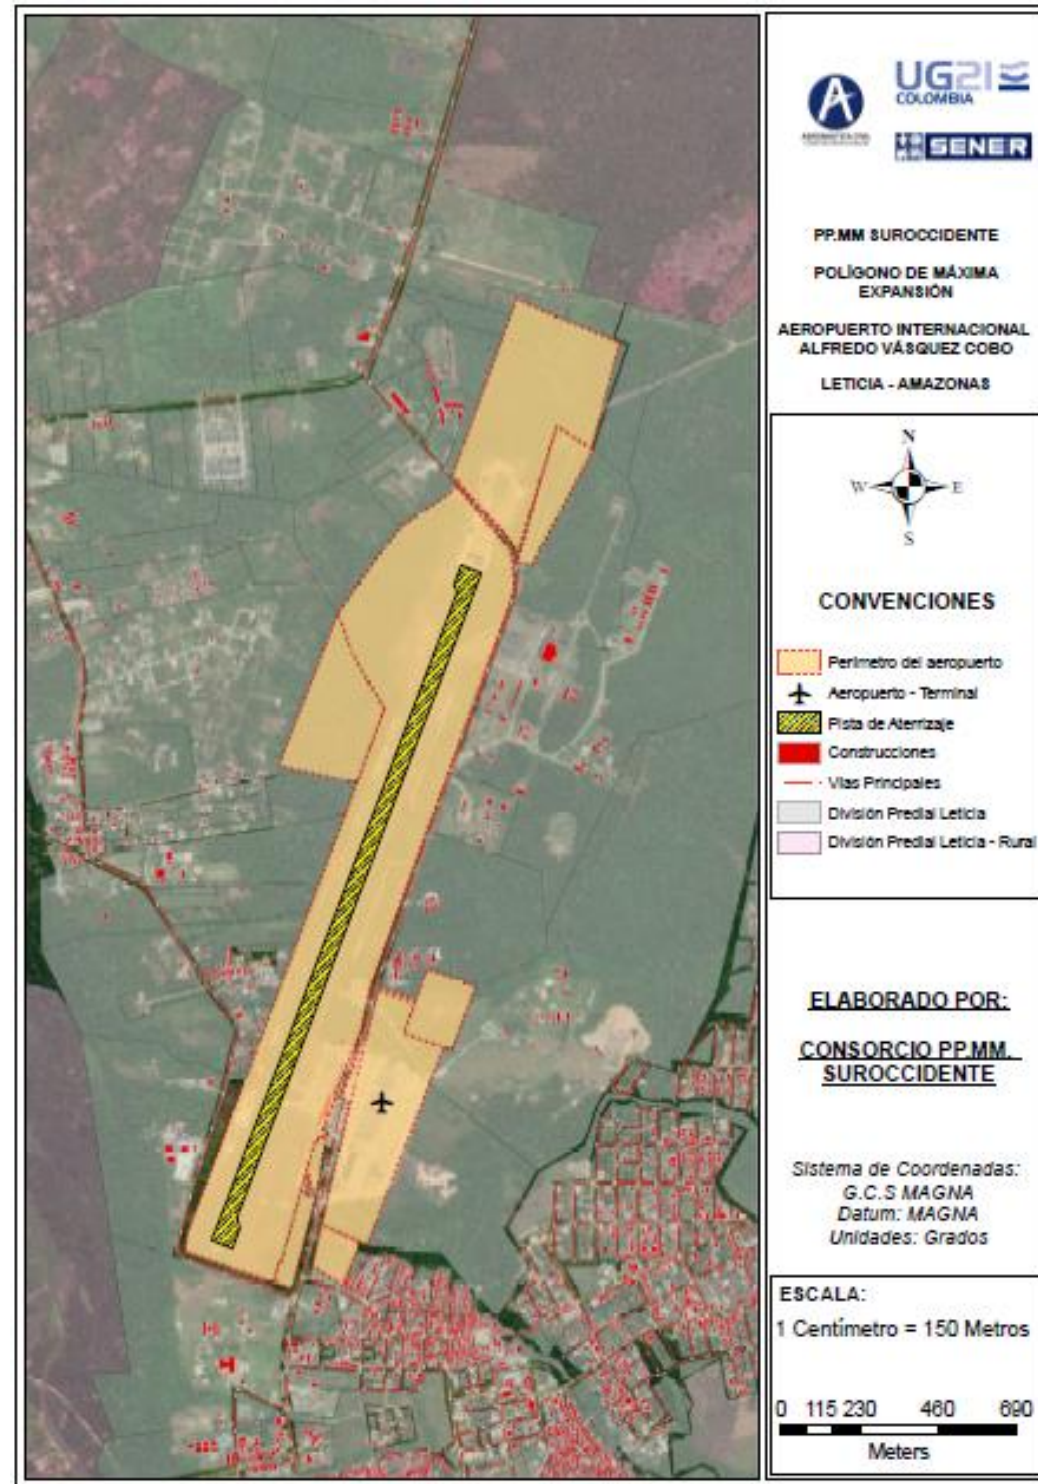 UG21
COLOMBIA
SENER
PP.MM SUROCCIDENTE
POLÍGONO DE MÁXIMA
EXPANSIÓN
AEROPUERTO INTERNACIONAL
ALFREDO VÁSQUEZ COBO
LETICIA - AMAZONAS
N
W E
S
CONVENCIONES
Perímetro del aeropuerto
Aeropuerto - Terminal
Pista de Aterrizaje
Construcciones
Vías Principales
División Predial Leticia
División Predial Leticia - Rural
ELABORADO POR:
CONSORCIO PP.MM.
SUROCCIDENTE
Sistema de Coordenadas:
G.C.S MAGNA
Datum: MAGNA
Unidades: Grados
ESCALA:
1 Centímetro = 150 Metros
0 115 230 460 690
Meters